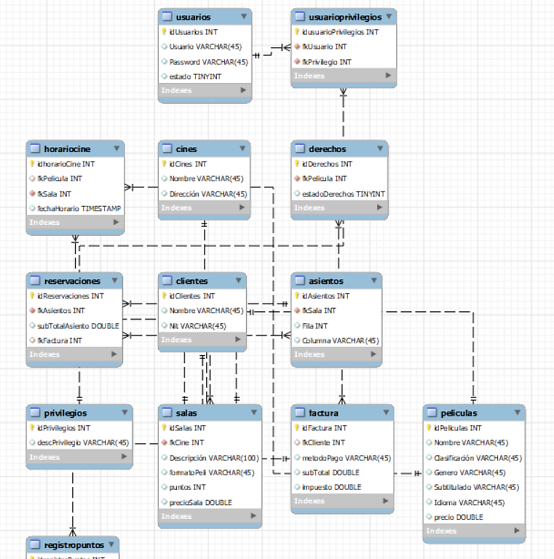 usuarios
idUsuarios INT
Usuario VARCHAR(45)
Password VARCHAR(45)
estado TINYINT
Indexes
usuarioprivilegios
idusuarioPrivilegios INT
fkUsuario INT
fkPrivilegio INT
Indexes
horariocine
idhorarioCine INT
fkPelicula INT
fkSala INT
fechaHorario TIMESTAMP
Indexes
cines
idCines INT
Nombre VARCHAR(45)
Dirección VARCHAR(45)
Indexes
derechos
idDerechos INT
fkPelicula INT
estadoDerechos TINYINT
Indexes
reservaciones
idReservaciones INT
fkAsientos INT
subTotalAsiento DOUBLE
fkFactura INT
Indexes
clientes
idClientes INT
Nombre VARCHAR(45)
Nit VARCHAR(45)
Indexes
asientos
idAsientos INT
fkSala INT
Fila INT
Columna VARCHAR(45)
Indexes
privilegios
idPrivilegios INT
descPrivilegio VARCHAR(45)
Indexes
salas
idSalas INT
fkCine INT
Descripción VARCHAR(100)
formatoPeli VARCHAR(45)
puntos INT
precioSala DOUBLE
Indexes
factura
idFactura INT
fkCliente INT
metodoPago VARCHAR(45)
subTotal DOUBLE
impuesto DOUBLE
Indexes
peliculas
idPeliculas INT
Nombre VARCHAR(45)
Clasificación VARCHAR(45)
Genero VARCHAR(45)
Subtitulado VARCHAR(45)
Idioma VARCHAR(45)
precio DOUBLE
Indexes
registropuntos